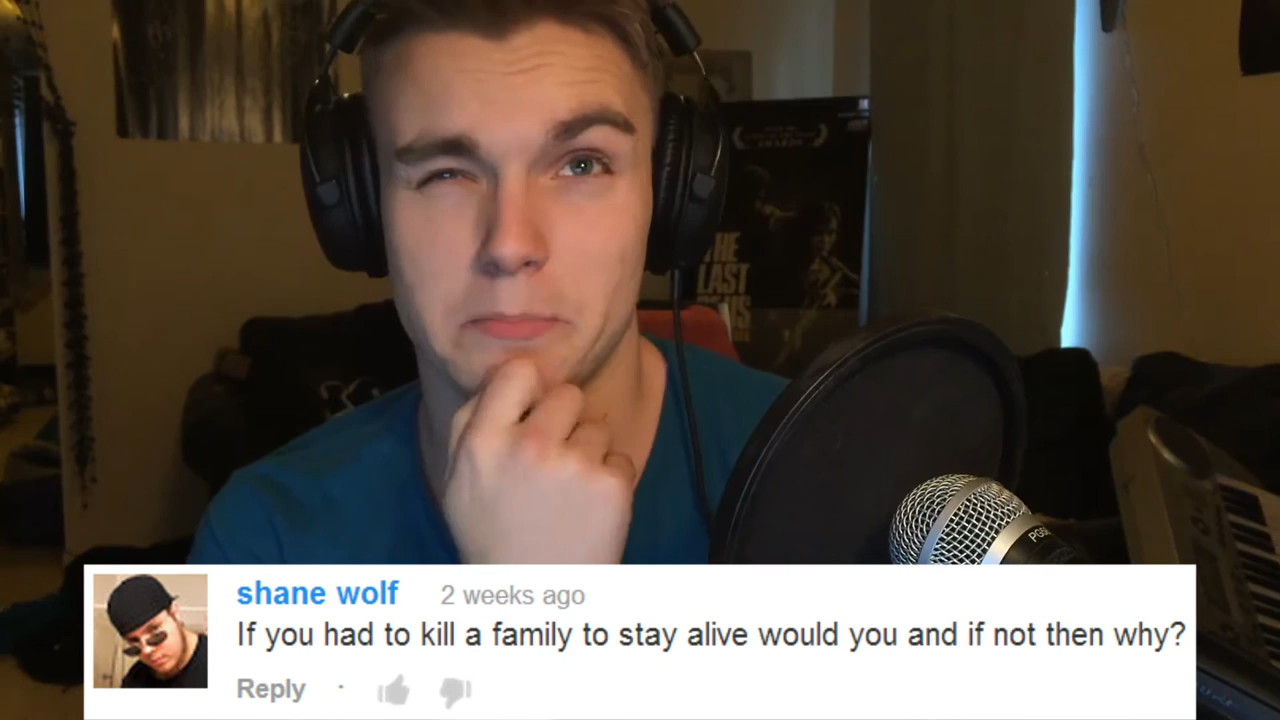 THE
LAST
shane wolf 2 weeks ago
If you had to kill a family to stay alive would you and if not then why?
Reply ·